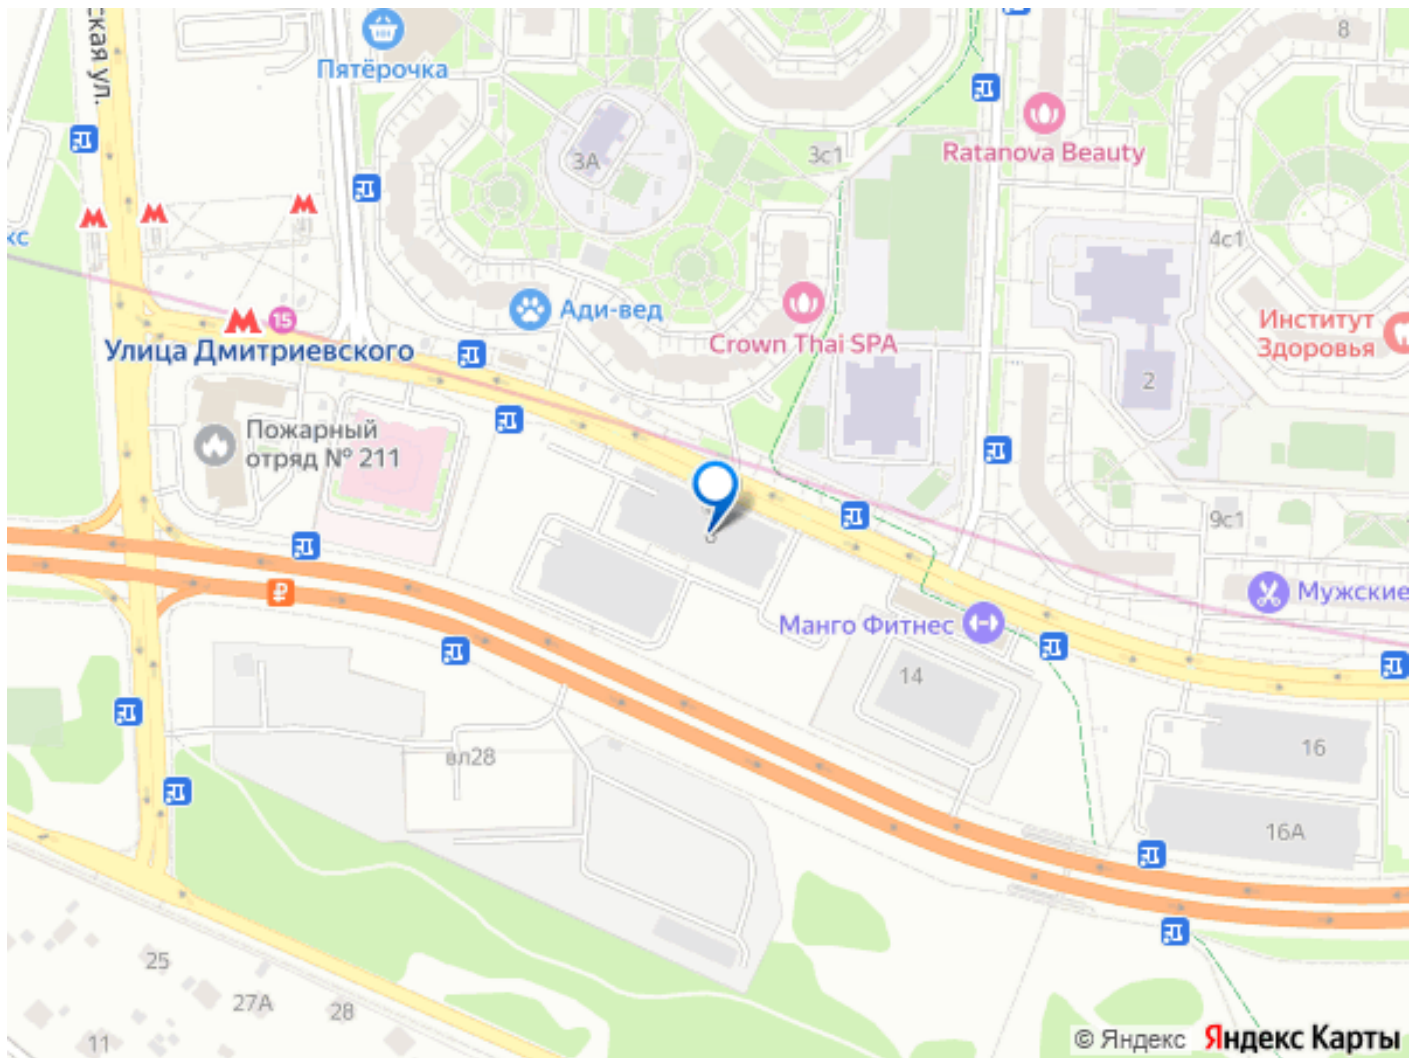 ская ул.
Пятёрочка
8
3А
3с1
Ratanova Beauty
кс
4с1
15
Улица Дмитриевского
Ади-вед
Crown Thai SPA
Институт
Здоровья
2
Пожарный
отряд № 211
9с1
₽
Манго Фитнес
Мужские
14
16
вл28
16А
25
27А
28
11
© Яндекс Яндекс Карты